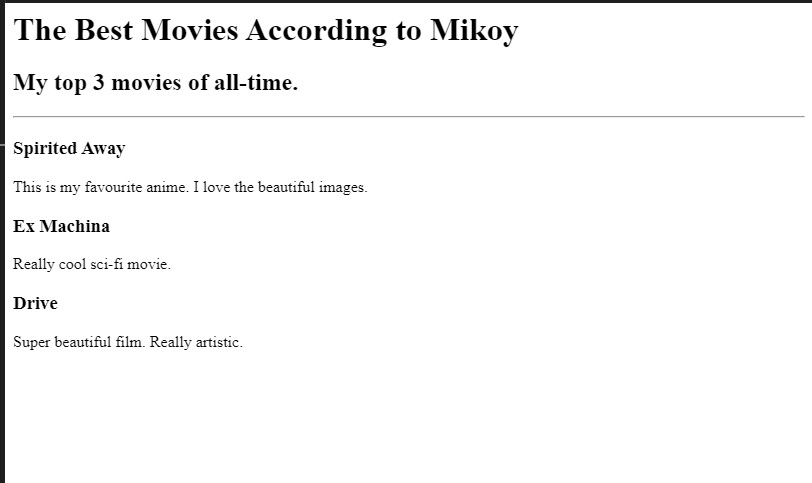 The Best Movies According to Mikoy
My top 3 movies of all-time.
Spirited Away
This is my favourite anime. I love the beautiful images.
Ex Machina
Really cool sci-fi movie.
Drive
Super beautiful film. Really artistic.